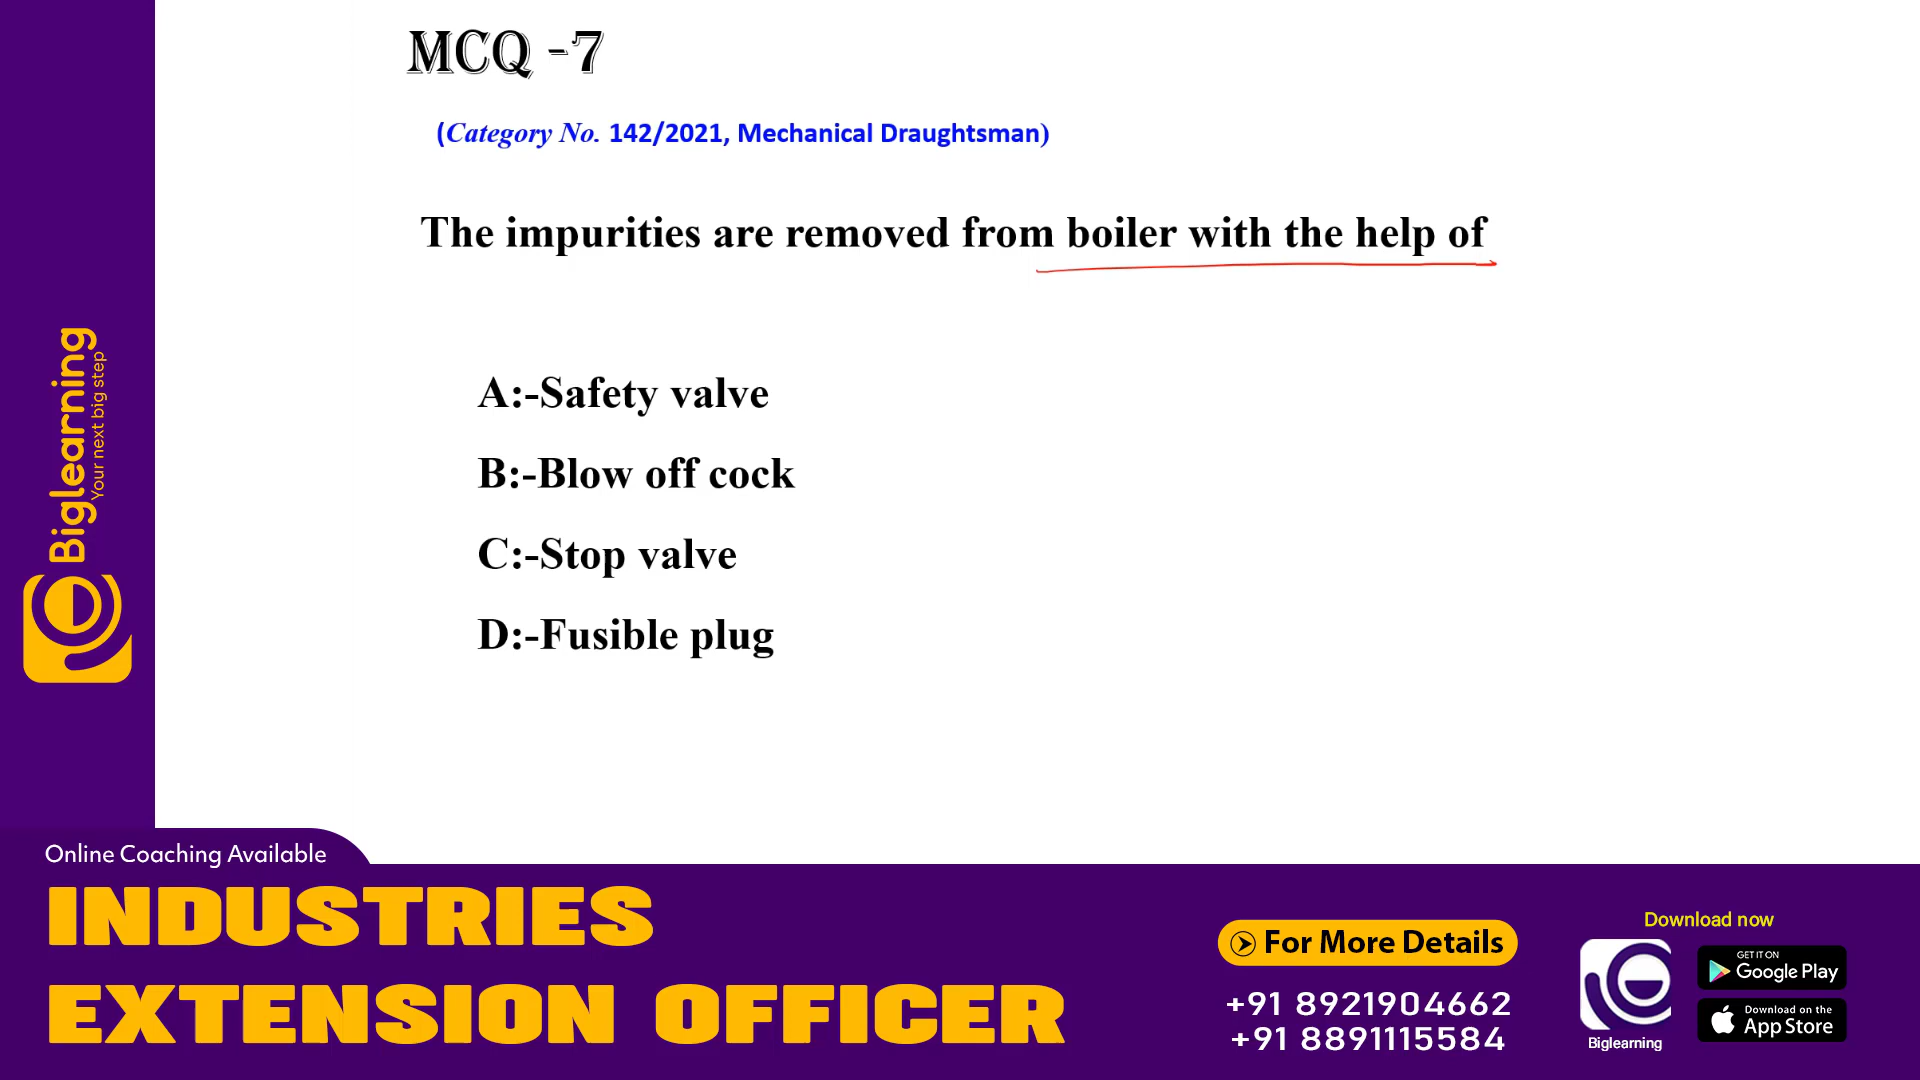 MCQ -7
(Category No. 142/2021, Mechanical Draughtsman)
The impurities are removed from boiler with the help of
A:-Safety valve
B:-Blow off cock
C:-Stop valve
D:-Fusible plug
Biglearning
Your next big step
Online Coaching Available
INDUSTRIES
EXTENSION OFFICER
For More Details
+91 8921904662
+91 8891115584
Download now
Biglearning
GET IT ON
Google Play
Download on the
App Store